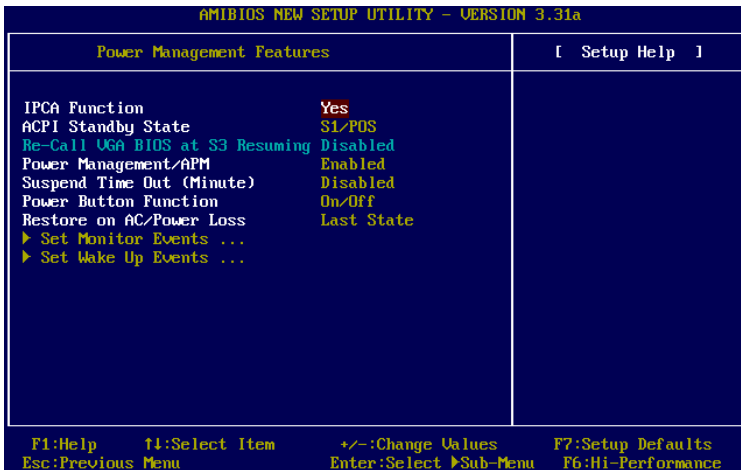 AMIBIOS NEW SETUP UTILITY - VERSION 3.31a
Power Management Features
[ Setup Help ]
IPCA Function Yes
ACPI Standby State S1/POS
Re-Call VGA BIOS at S3 Resuming Disabled
Power Management/APM Enabled
Suspend Time Out (Minute) Disabled
Power Button Function On/Off
Restore on AC/Power Loss Last State
▶ Set Monitor Events ...
▶ Set Wake Up Events ...
F1:Help ↑↓:Select Item +/-:Change Values F7:Setup Defaults
Esc:Previous Menu Enter:Select ▶Sub-Menu F6:Hi-Performance